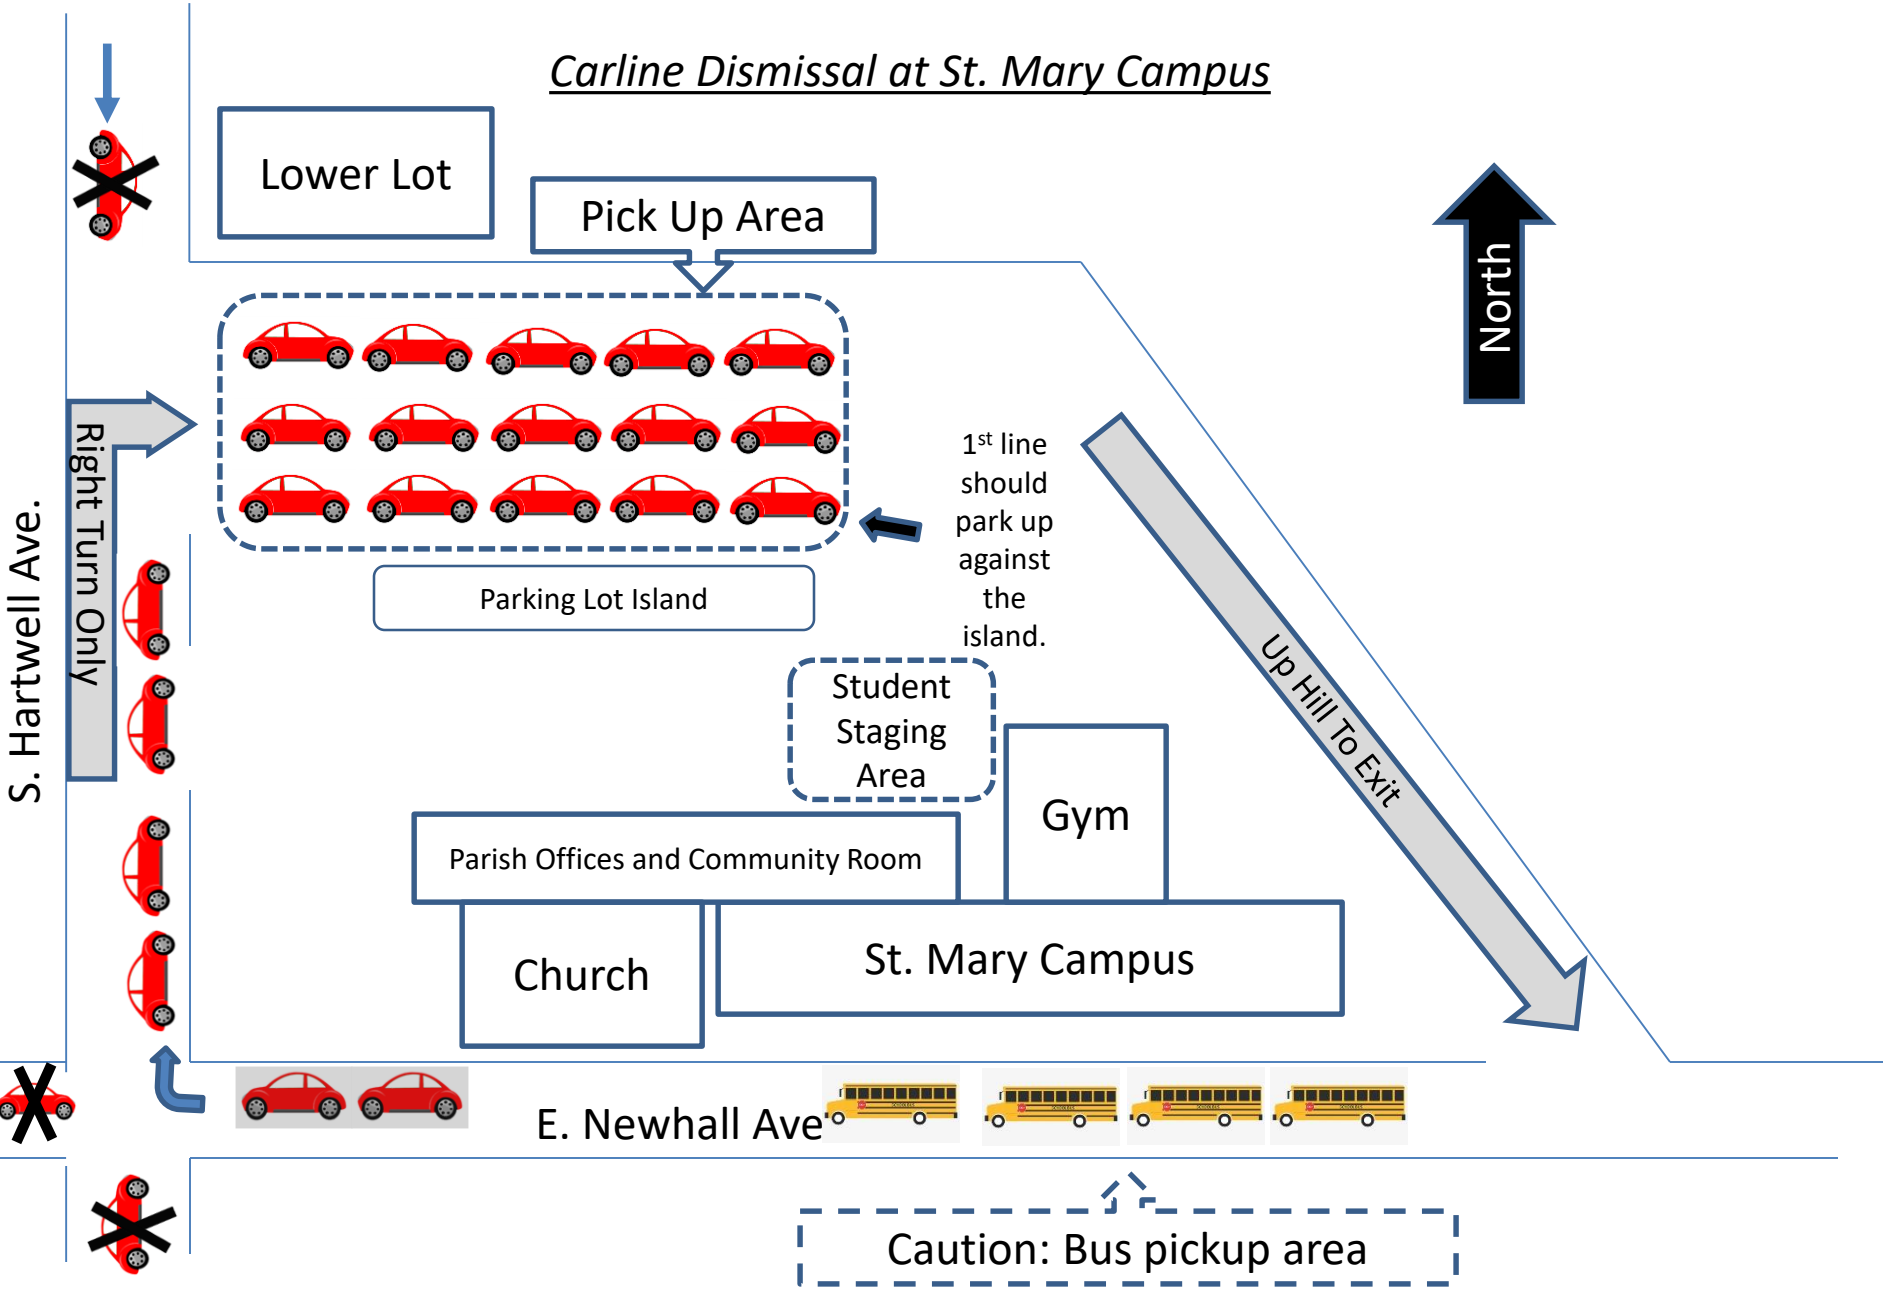 Carline Dismissal at St. Mary Campus
Lower Lot
Pick Up Area
North
Right Turn Only
S. Hartwell Ave.
1st line
should
park up
against
the
island.
Parking Lot Island
Up Hill To Exit
Student
Staging
Area
Gym
Parish Offices and Community Room
Church
St. Mary Campus
E. Newhall Ave
Caution: Bus pickup area